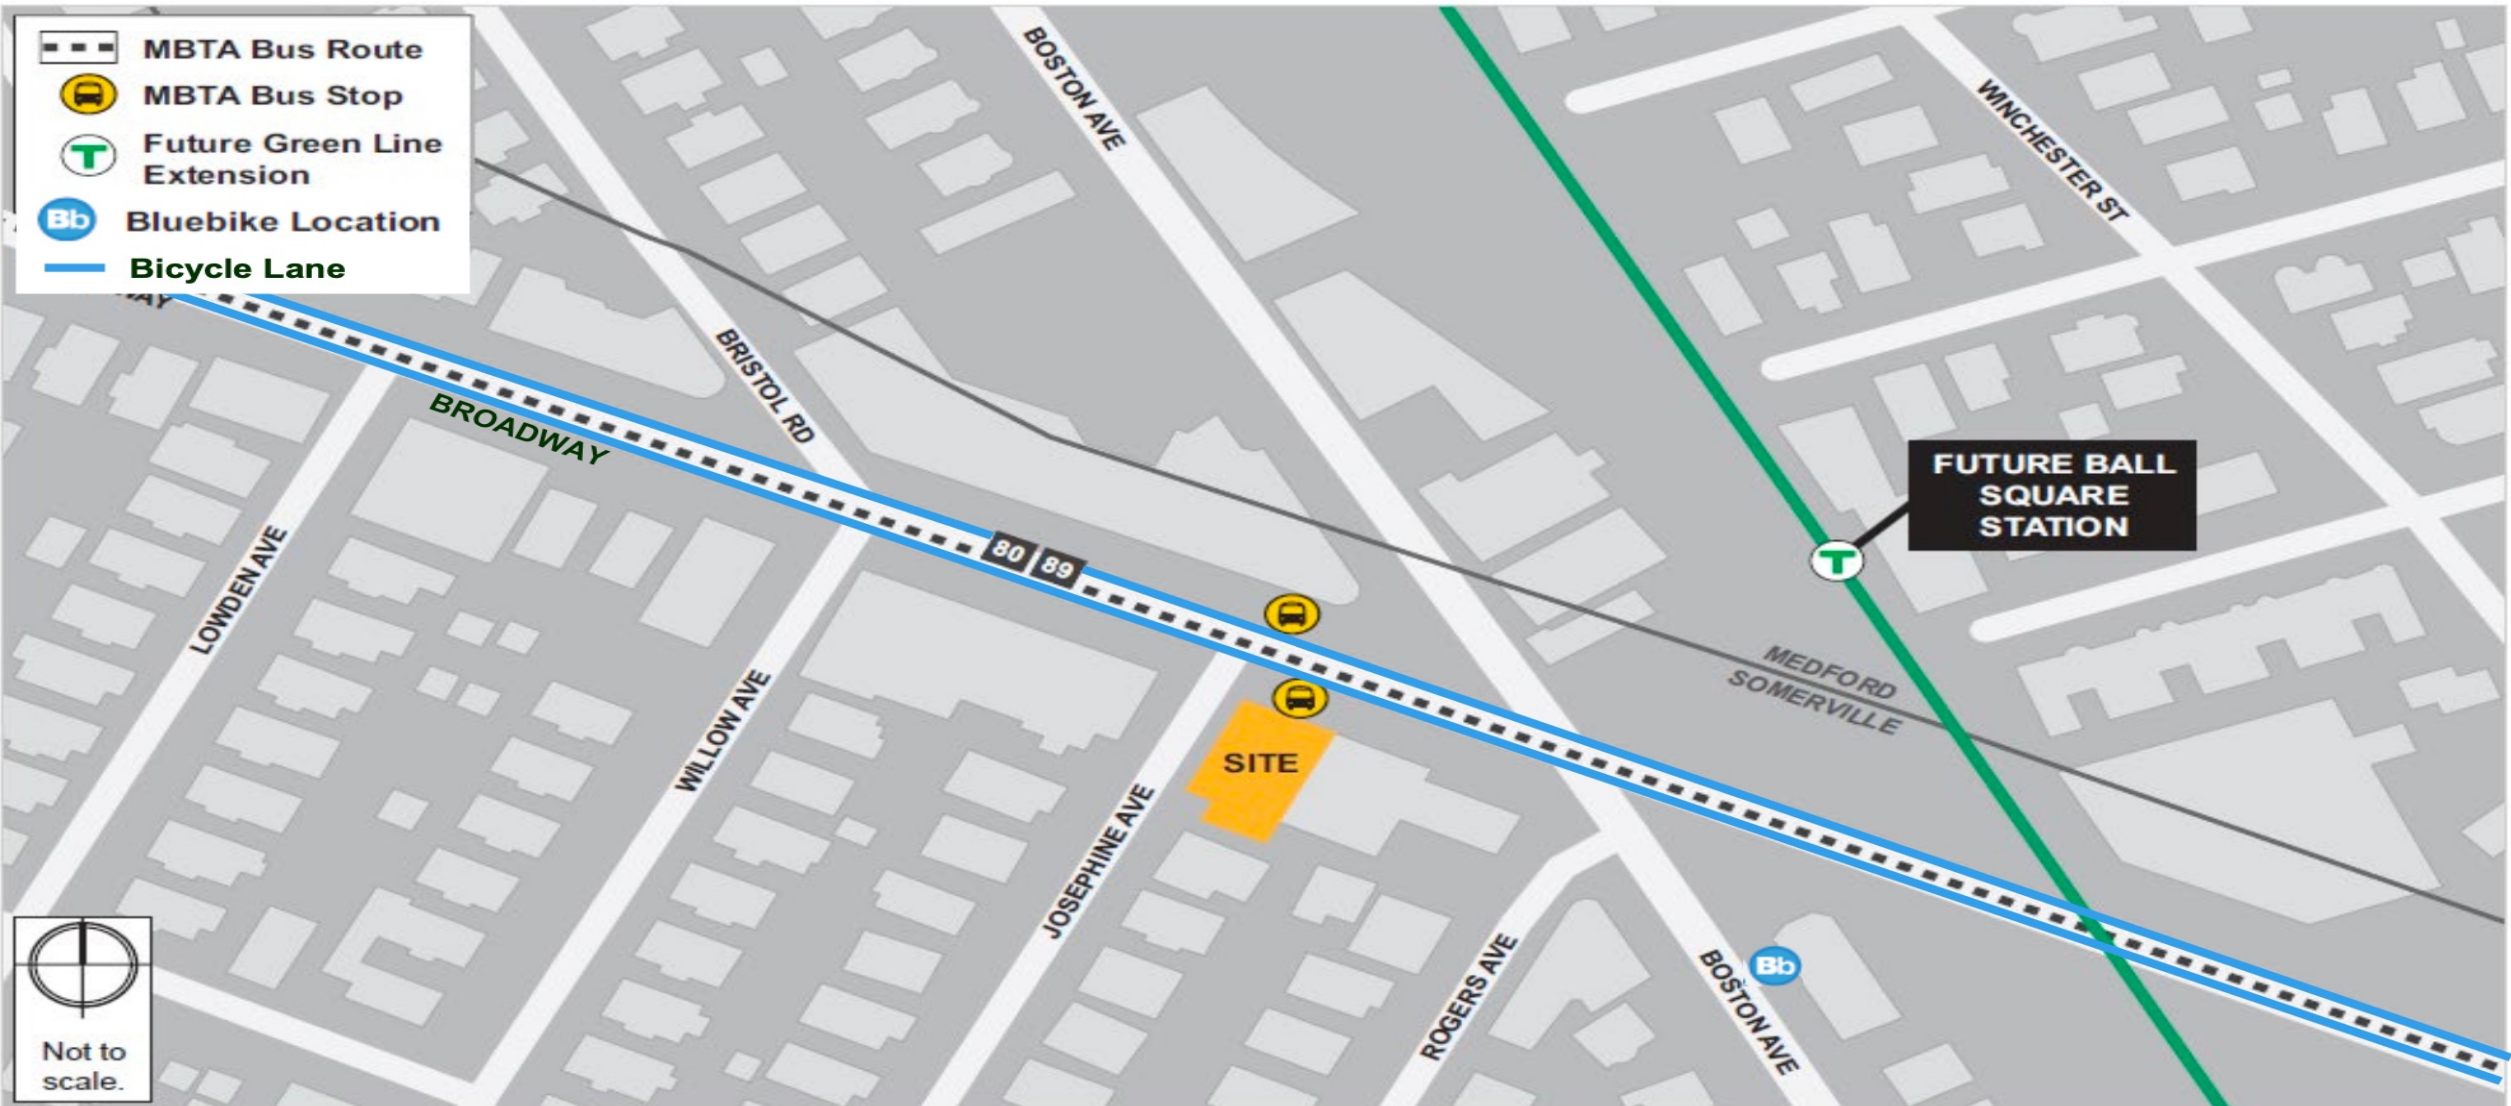 MBTA Bus Route
MBTA Bus Stop
T
Future Green Line
Extension
Bb
Bluebike Location
Bicycle Lane
WAY
BROADWAY
BRISTOL RD
BOSTON AVE
WINCHESTER ST
LOWDEN AVE
WILLOW AVE
80
89
FUTURE BALL
SQUARE
STATION
T
MEDFORD
SOMERVILLE
SITE
JOSEPHINE AVE
ROGERS AVE
BOSTON AVE
Bb
Not to
scale.